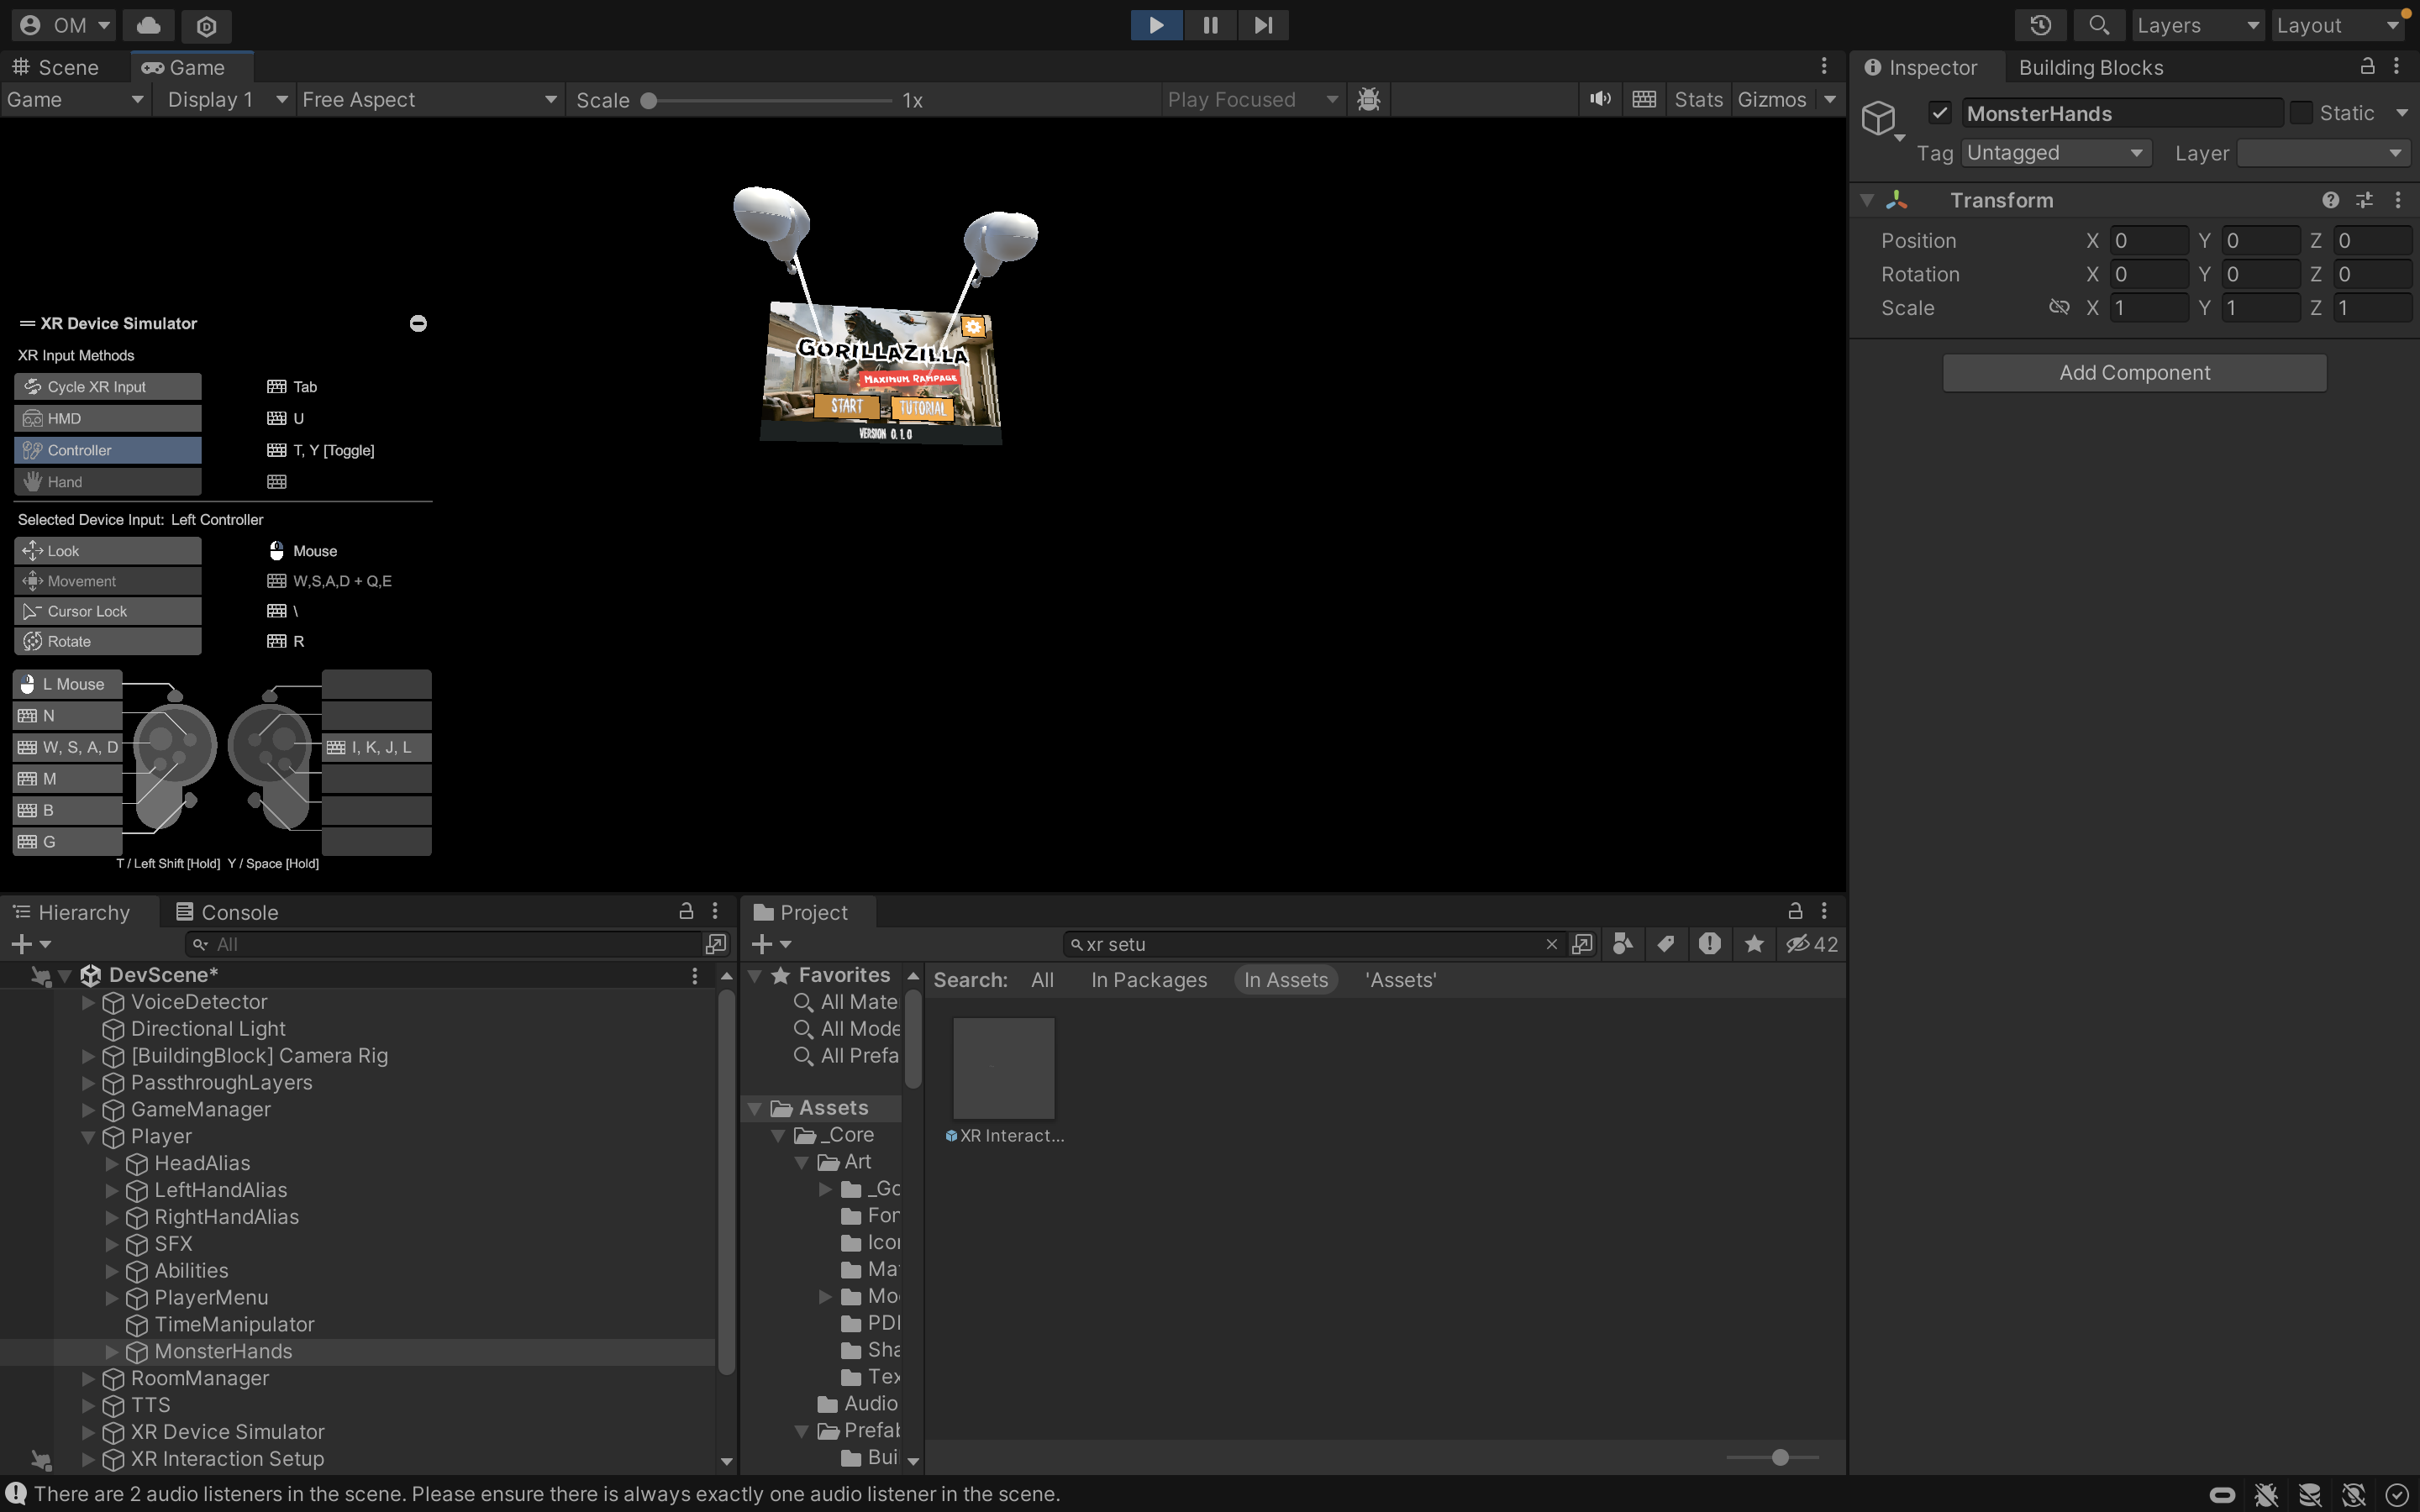 OM
Layers
Layout
Scene
Game
Game
Display 1
Free Aspect
Scale
1x
Play Focused
Stats
Gizmos
XR Device Simulator
XR Input Methods
Cycle XR Input
Tab
HMD
U
Controller
T, Y [Toggle]
Hand
Selected Device Input: Left Controller
Look
Mouse
Movement
W,S,A,D + Q,E
Cursor Lock
\
Rotate
R
L Mouse
N
W, S, A, D
I, K, J, L
M
B
G
T / Left Shift [Hold] Y / Space [Hold]
GORILLAZILLA
MAXIMUM RAMPAGE
START
TUTORIAL
VERSION 0.1.0
Inspector
Building Blocks
MonsterHands
Static
Tag
Untagged
Layer
Transform
Position
X 0 Y 0 Z 0
Rotation
X 0 Y 0 Z 0
Scale
X 1 Y 1 Z 1
Add Component
Hierarchy
Console
All
DevScene*
VoiceDetector
Directional Light
[BuildingBlock] Camera Rig
PassthroughLayers
GameManager
Player
HeadAlias
LeftHandAlias
RightHandAlias
SFX
Abilities
PlayerMenu
TimeManipulator
MonsterHands
RoomManager
TTS
XR Device Simulator
XR Interaction Setup
Project
xr setu
42
Favorites
All Mate
All Mode
All Prefa
Assets
_Core
Art
_Go
For
Icon
Ma
Mo
PDF
Sha
Tex
Audio
Prefab
Bui
Search:
All
In Packages
In Assets
'Assets'
XR Interact...
There are 2 audio listeners in the scene. Please ensure there is always exactly one audio listener in the scene.